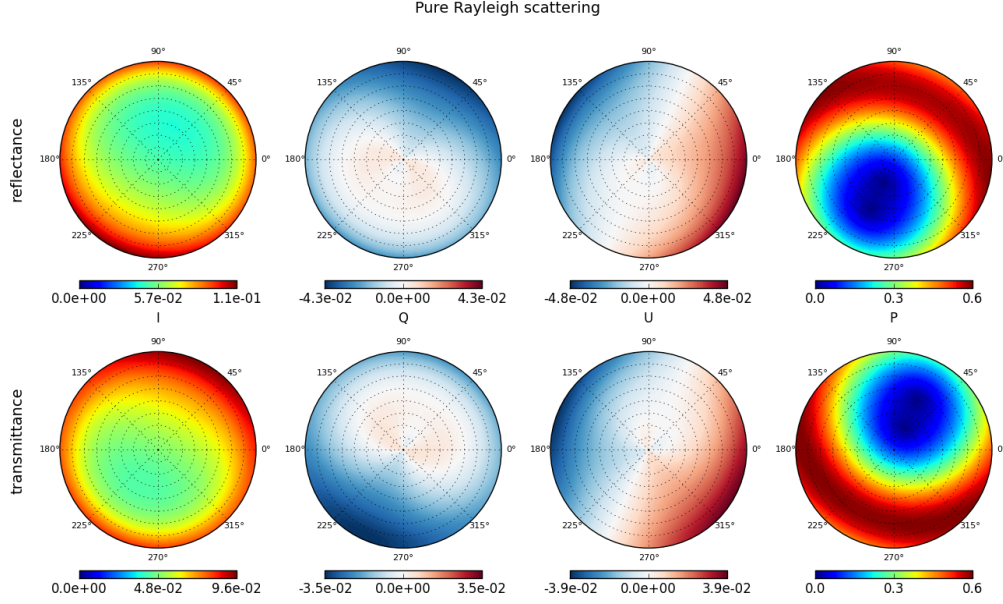 Pure Rayleigh scattering
90° 90° 90° 90°
135° 45° 135° 45° 135° 45° 135° 45°
reflectance
180° 0° 180° 0° 180° 0° 180° 0
225° 315° 225° 315° 225° 315° 225° 315°
270° 270° 270° 270°
0.0e+00 5.7e-02 1.1e-01 -4.3e-02 0.0e+00 4.3e-02 -4.8e-02 0.0e+00 4.8e-02 0.0 0.3 0.6
I Q U P
90° 90° 90° 90°
135° 45° 135° 45° 135° 45° 135° 45°
transmittance
180° 0° 180° 0° 180° 0° 180° 0
225° 315° 225° 315° 225° 315° 225° 315°
270° 270° 270° 270°
0.0e+00 4.8e-02 9.6e-02 -3.5e-02 0.0e+00 3.5e-02 -3.9e-02 0.0e+00 3.9e-02 0.0 0.3 0.6